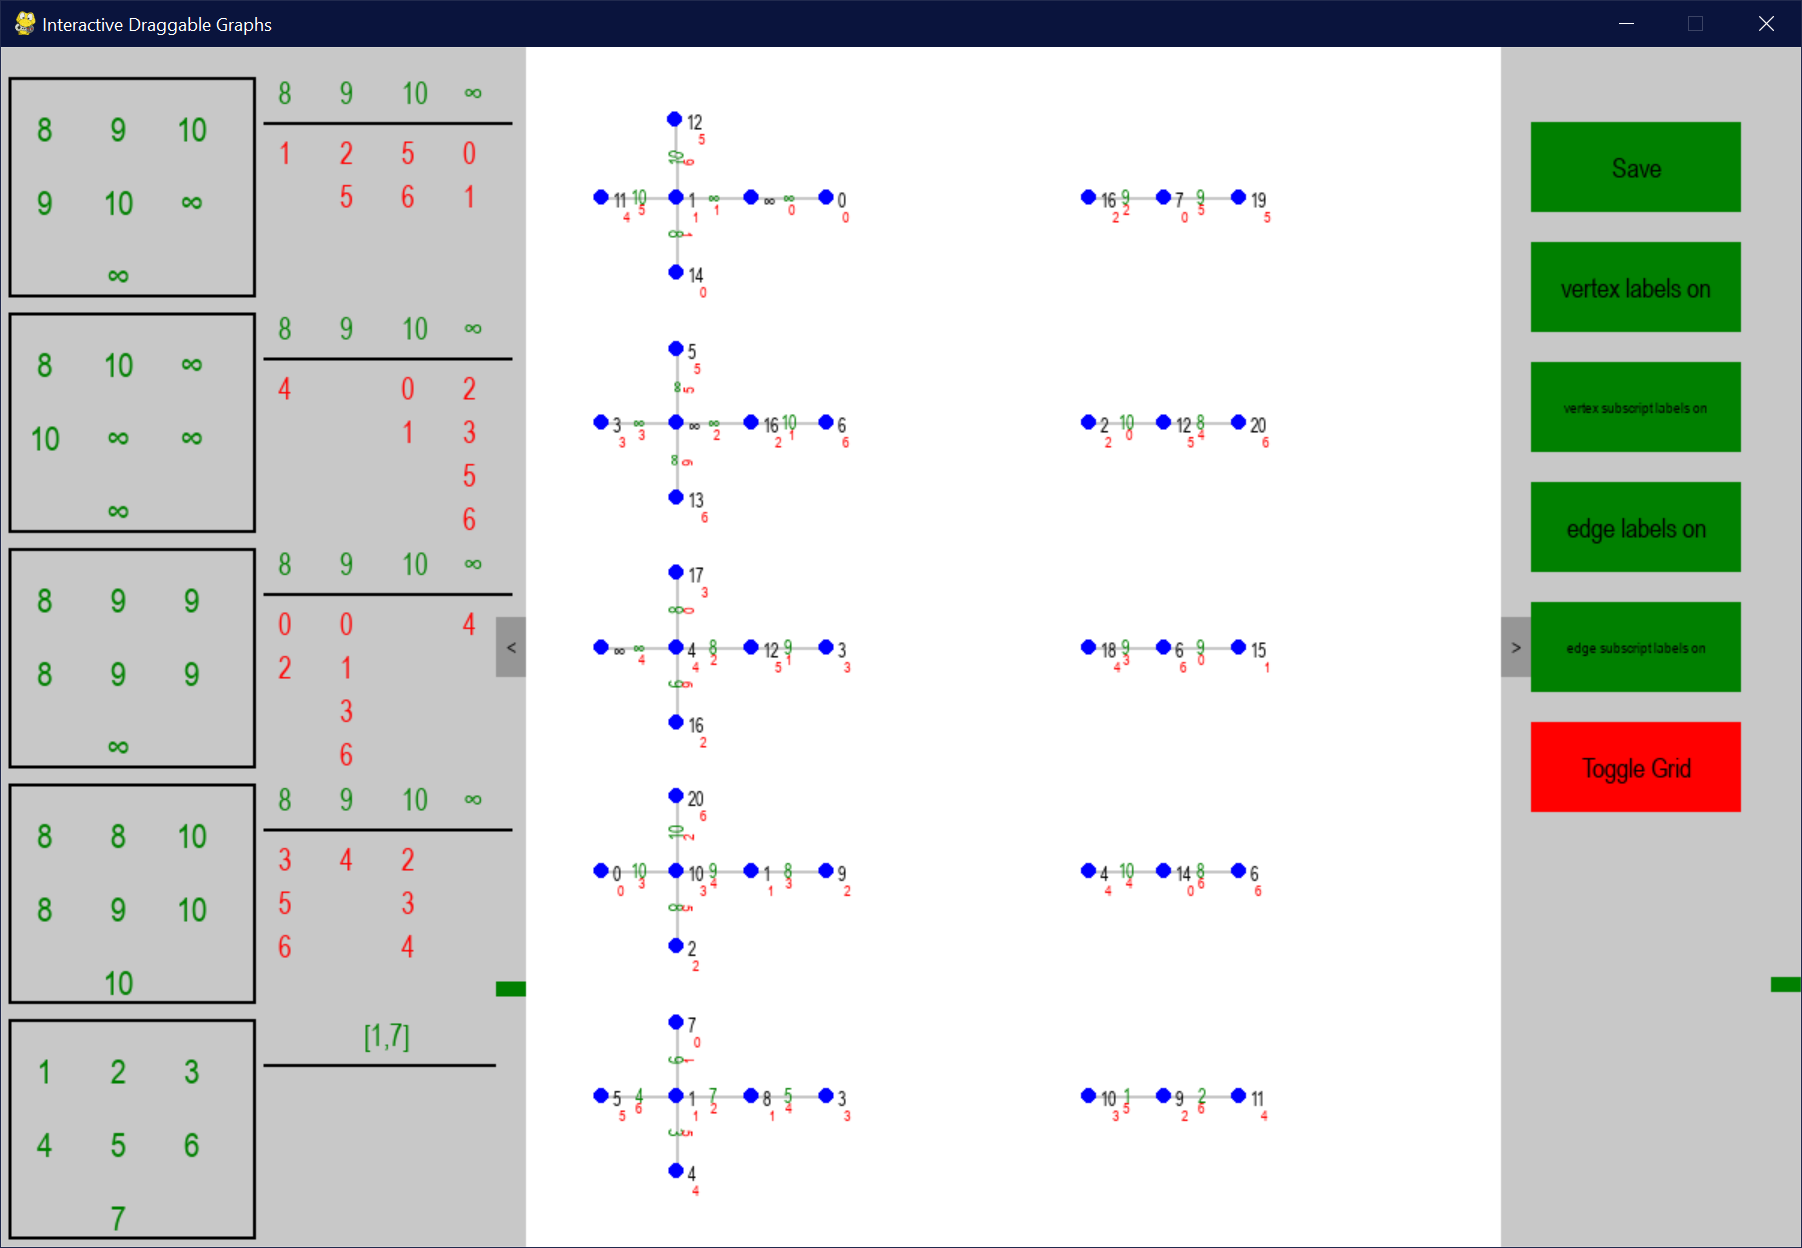 Interactive Draggable Graphs
8 9 10
9 10 ∞
∞
8 9 10 ∞
1 2 5 0
5 6 1
8 10 ∞
10 ∞ ∞
∞
8 9 10 ∞
4 0 2
1 3
5
6
8 9 9
8 9 9
∞
8 9 10 ∞
0 0 4
2 1
3
6
8 8 10
8 9 10
10
8 9 10 ∞
3 4 2
5 3
6 4
1 2 3
4 5 6
7
[1,7]
<
12
5
10
6
11 10 1 ∞ ∞ ∞ 0
4 5 1 1 0 0
8
1
14
0
16 9 7 9 19
2 2 0 5 5
5
5
∞
5
3 ∞ ∞ ∞ 16 10 6
3 3 2 2 1 6
∞
6
13
6
2 10 12 8 20
2 0 5 4 6
17
3
8
0
∞ ∞ 4 8 12 9 3
4 4 2 5 1 3
9
6
16
2
18 9 6 9 15
4 3 6 0 1
20
6
10
2
0 10 10 9 1 8 9
0 3 3 4 1 3 2
8
5
2
2
4 10 14 8 6
4 4 0 6 6
7
0
6
1
5 4 1 7 8 5 3
5 6 1 2 1 4 3
3
5
4
4
10 1 9 2 11
3 5 2 6 4
>
Save
vertex labels on
vertex subscript labels on
edge labels on
edge subscript labels on
Toggle Grid